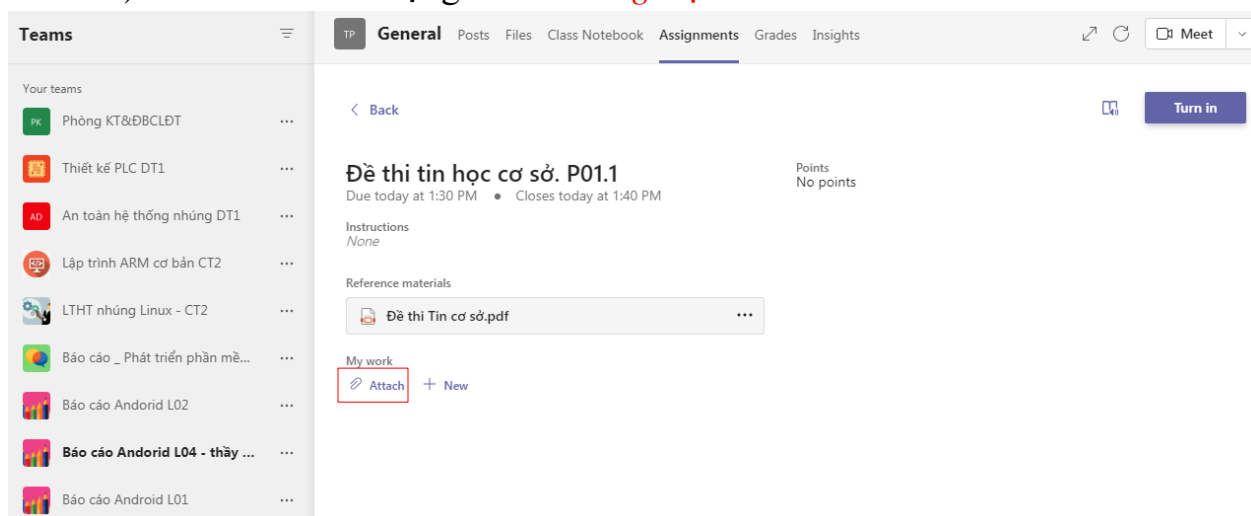 Teams
TP General Posts Files Class Notebook Assignments Grades Insights Meet
Your teams
PK Phòng KT&ĐBCLĐT
Thiết kế PLC DT1
AD An toàn hệ thống nhúng DT1
Lập trình ARM cơ bản CT2
LTHT nhúng Linux - CT2
Báo cáo _ Phát triển phần mề...
Báo cáo Andorid L02
Báo cáo Andorid L04 - thầy ...
Báo cáo Android L01
Back Turn in
Đề thi tin học cơ sở. P01.1
Due today at 1:30 PM • Closes today at 1:40 PM
Points
No points
Instructions
None
Reference materials
Đề thi Tin cơ sở.pdf
My work
Attach + New